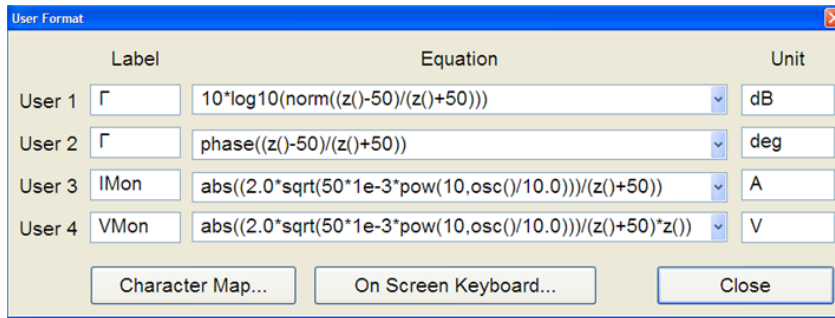 User Format
Label Equation Unit
User 1 Γ 10*log10(norm((z()-50)/(z()+50))) dB
User 2 Γ phase((z()-50)/(z()+50)) deg
User 3 IMon abs((2.0*sqrt(50*1e-3*pow(10,osc()/10.0)))/(z()+50)) A
User 4 VMon abs((2.0*sqrt(50*1e-3*pow(10,osc()/10.0)))/(z()+50)*z()) V
Character Map... On Screen Keyboard... Close